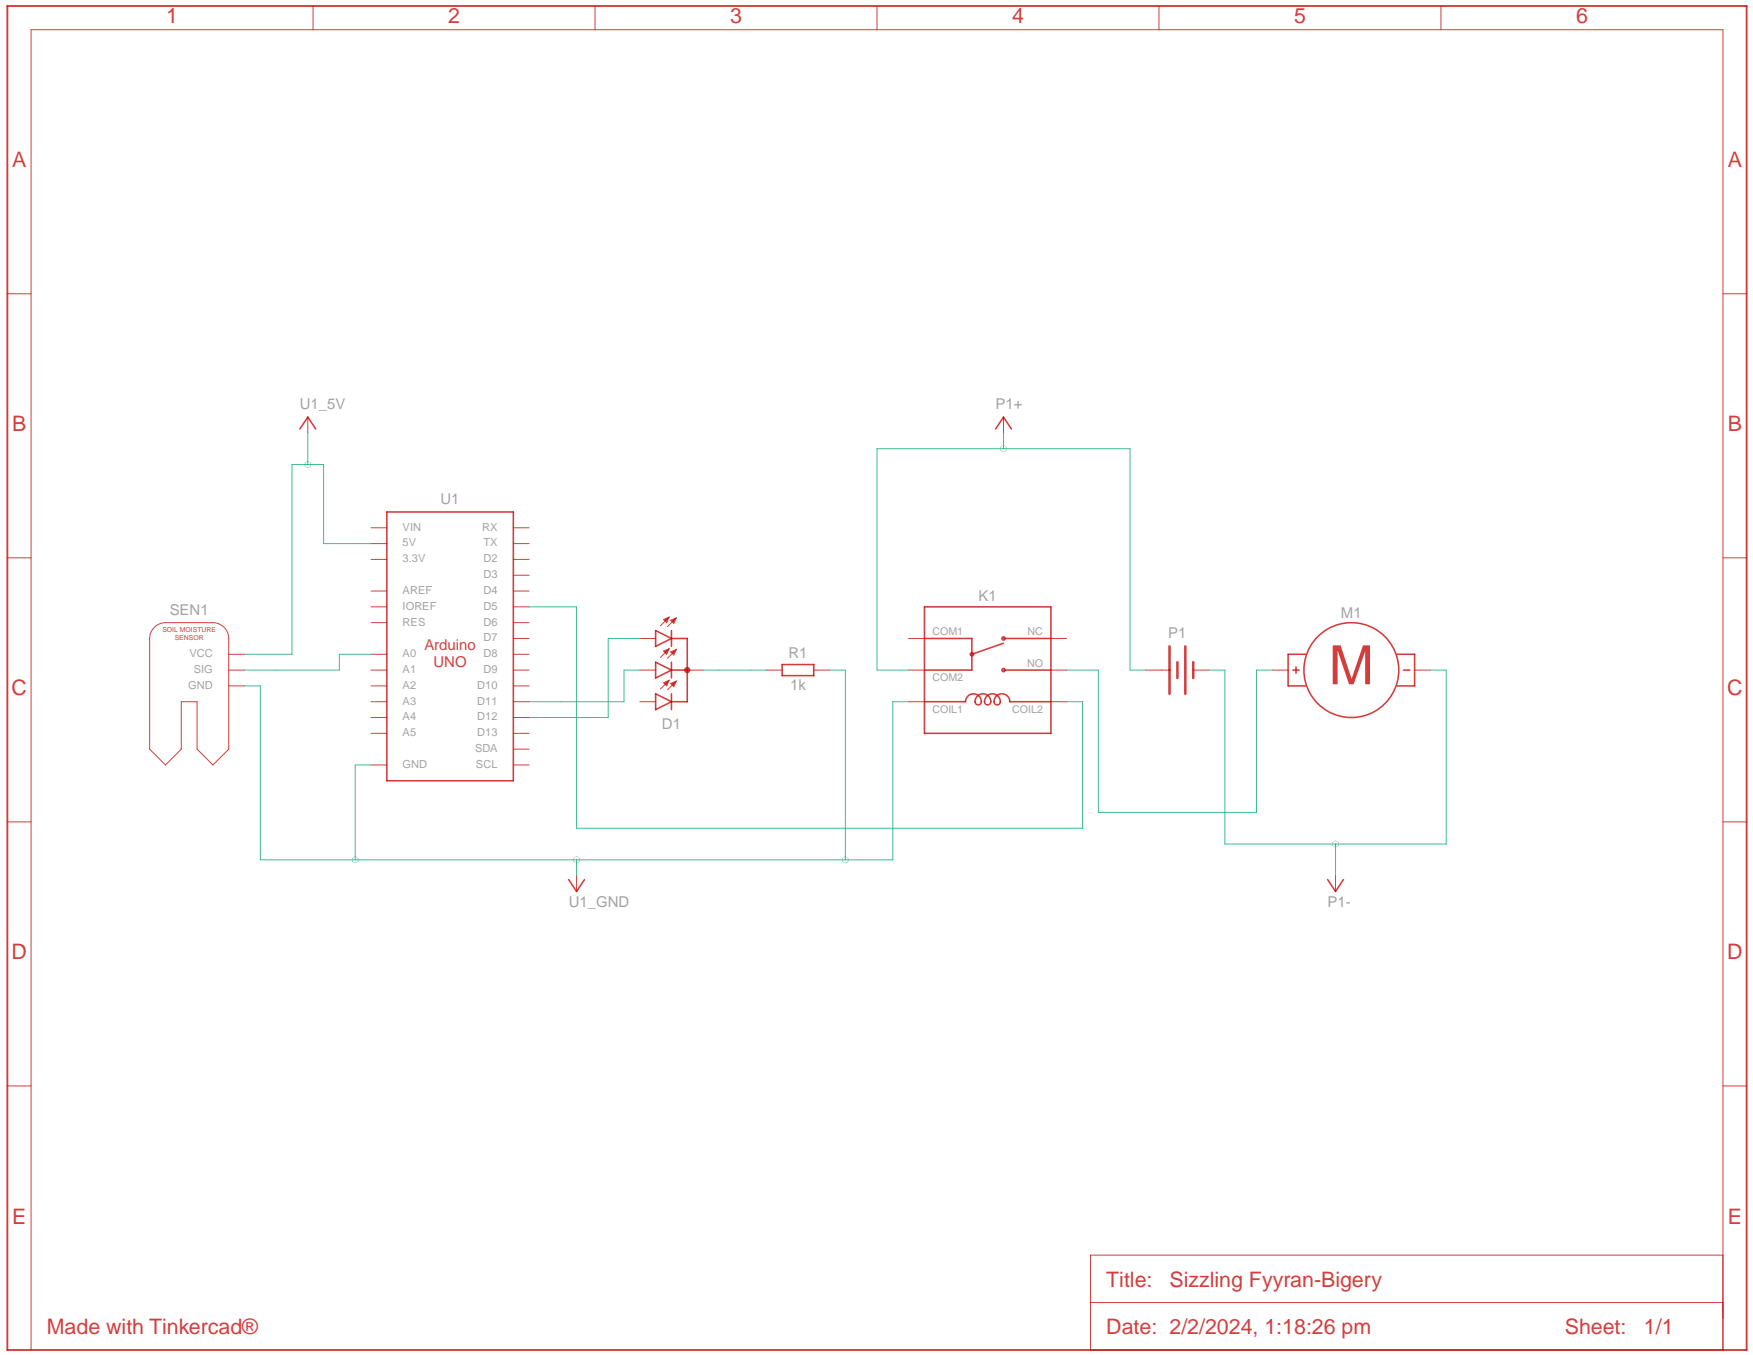 1 2 3 4 5 6
A A
B B
C C
D D
E E
U1_5V
P1+
U1
VIN RX
5V TX
3.3V D2
D3
AREF D4
IOREF D5
RES D6
D7
A0 D8
A1 D9
A2 D10
A3 D11
A4 D12
A5 D13
SDA
GND SCL
Arduino
UNO
SEN1
SOIL MOISTURE
SENSOR
VCC
SIG
GND
D1
R1
1k
K1
COM1 NC
NO
COM2
COIL1 COIL2
P1
M1
+ M -
U1_GND
P1-
Title: Sizzling Fyyran-Bigery
Date: 2/2/2024, 1:18:26 pm Sheet: 1/1
Made with Tinkercad®